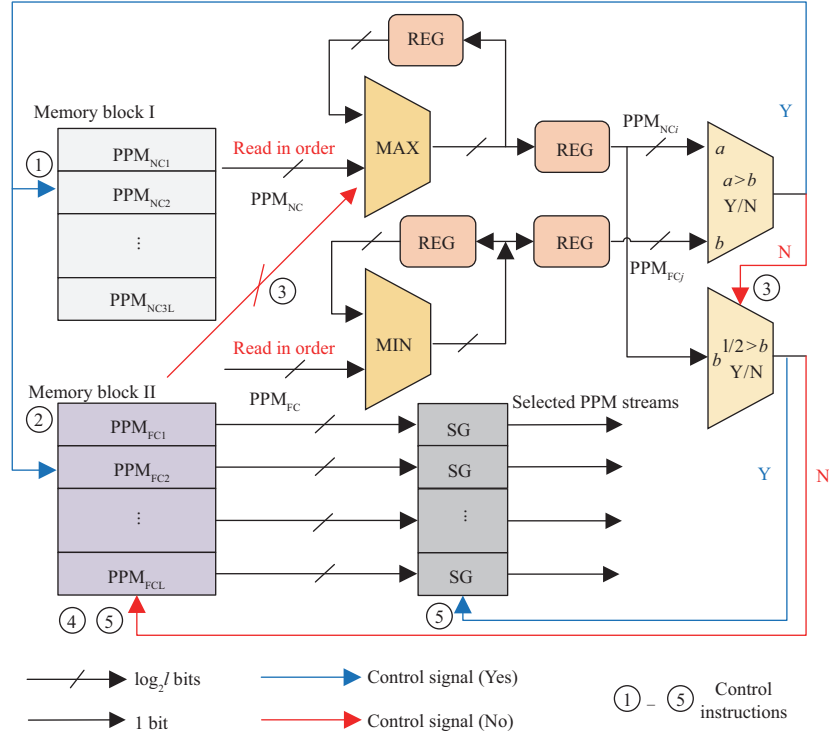 REG
Memory block I
①
PPM_NC1
PPM_NC2
⋮
PPM_NC3L
Read in order
PPM_NC
MAX
REG
PPM_NCi
a
a>b
Y/N
b
Y
N
③
REG
REG
PPM_FCj
③
MIN
Read in order
PPM_FC
b
l/2>b
Y/N
Memory block II
②
PPM_FC1
PPM_FC2
⋮
PPM_FCL
Selected PPM streams
SG
SG
⋮
SG
Y
N
④ ⑤
⑤
log₂l bits
Control signal (Yes)
① – ⑤ Control
instructions
1 bit
Control signal (No)